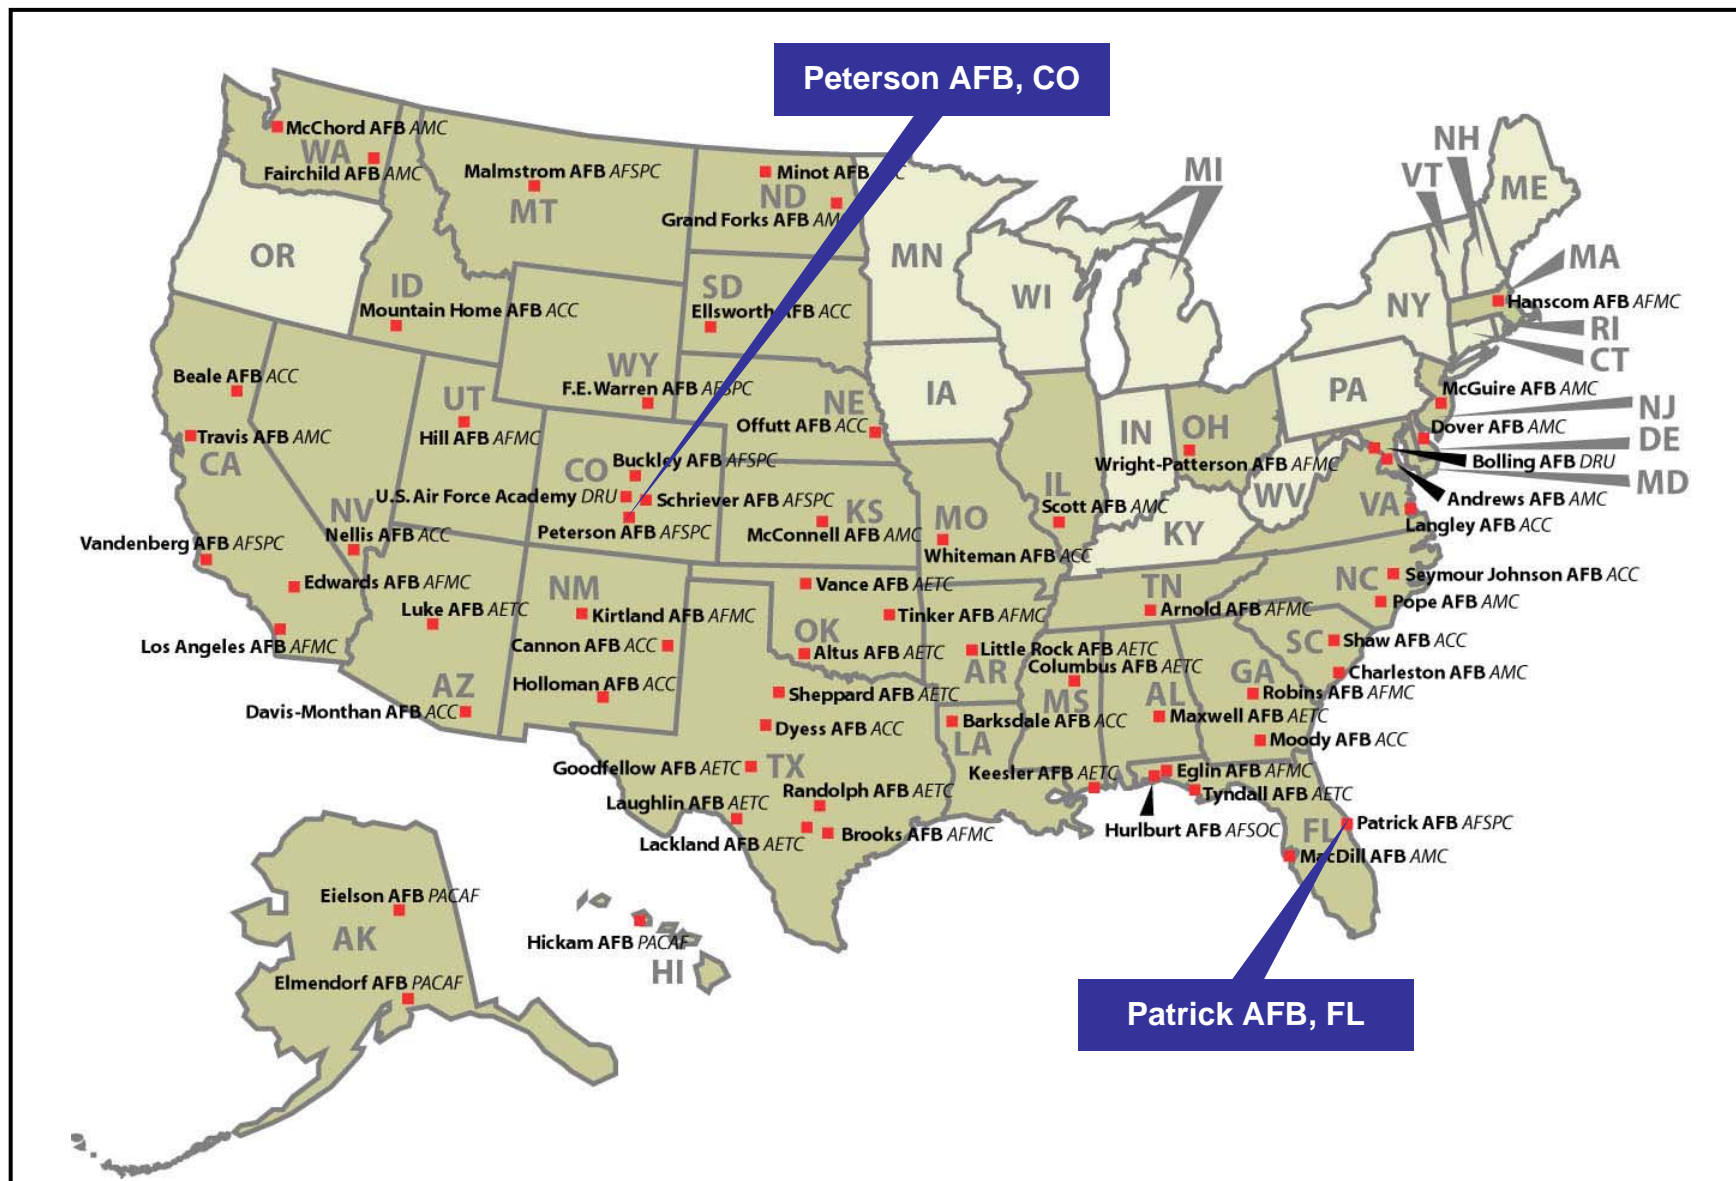 Peterson AFB, CO
McChord AFB AMC
WA
Fairchild AFB AMC
Malmstrom AFB AFSPC
MT
Minot AFB
ND
Grand Forks AFB
MN
MI
NH
VT
ME
OR
ID
Mountain Home AFB ACC
SD
Ellsworth AFB ACC
WI
NY
MA
Hanscom AFB AFMC
RI
CT
WY
F.E. Warren AFB AFSPC
Beale AFB ACC
UT
Hill AFB AFMC
NE
Offutt AFB ACC
IA
PA
McGuire AFB AMC
NJ
Travis AFB AMC
CA
IN
OH
Wright-Patterson AFB AFMC
Dover AFB AMC
DE
Bolling AFB DRU
MD
CO
Buckley AFB AFSPC
U.S. Air Force Academy DRU
Schriever AFB AFSPC
Peterson AFB AFSPC
NV
Nellis AFB ACC
KS
McConnell AFB AMC
MO
Whiteman AFB ACC
IL
Scott AFB AMC
WV
KY
VA
Andrews AFB AMC
Langley AFB ACC
Vandenberg AFB AFSPC
Edwards AFB AFMC
Los Angeles AFB AFMC
Luke AFB AETC
AZ
Davis-Monthan AFB ACC
NM
Kirtland AFB AFMC
Cannon AFB ACC
Holloman AFB ACC
Vance AFB AETC
Tinker AFB AFMC
OK
Altus AFB AETC
TN
Arnold AFB AFMC
NC
Seymour Johnson AFB ACC
Pope AFB AMC
SC
Shaw AFB ACC
Charleston AFB AMC
Little Rock AFB AETC
AR
Columbus AFB AETC
MS
AL
Maxwell AFB AETC
GA
Robins AFB AFMC
Moody AFB ACC
Sheppard AFB AETC
Dyess AFB ACC
Barksdale AFB ACC
LA
Goodfellow AFB AETC
TX
Randolph AFB AETC
Laughlin AFB AETC
Lackland AFB AETC
Brooks AFB AFMC
Keesler AFB AETC
Eglin AFB AFMC
Tyndall AFB AETC
Hurlburt AFB AFSOC
FL
Patrick AFB AFSPC
MacDill AFB AMC
Eielson AFB PACAF
AK
Elmendorf AFB PACAF
Hickam AFB PACAF
HI
Patrick AFB, FL